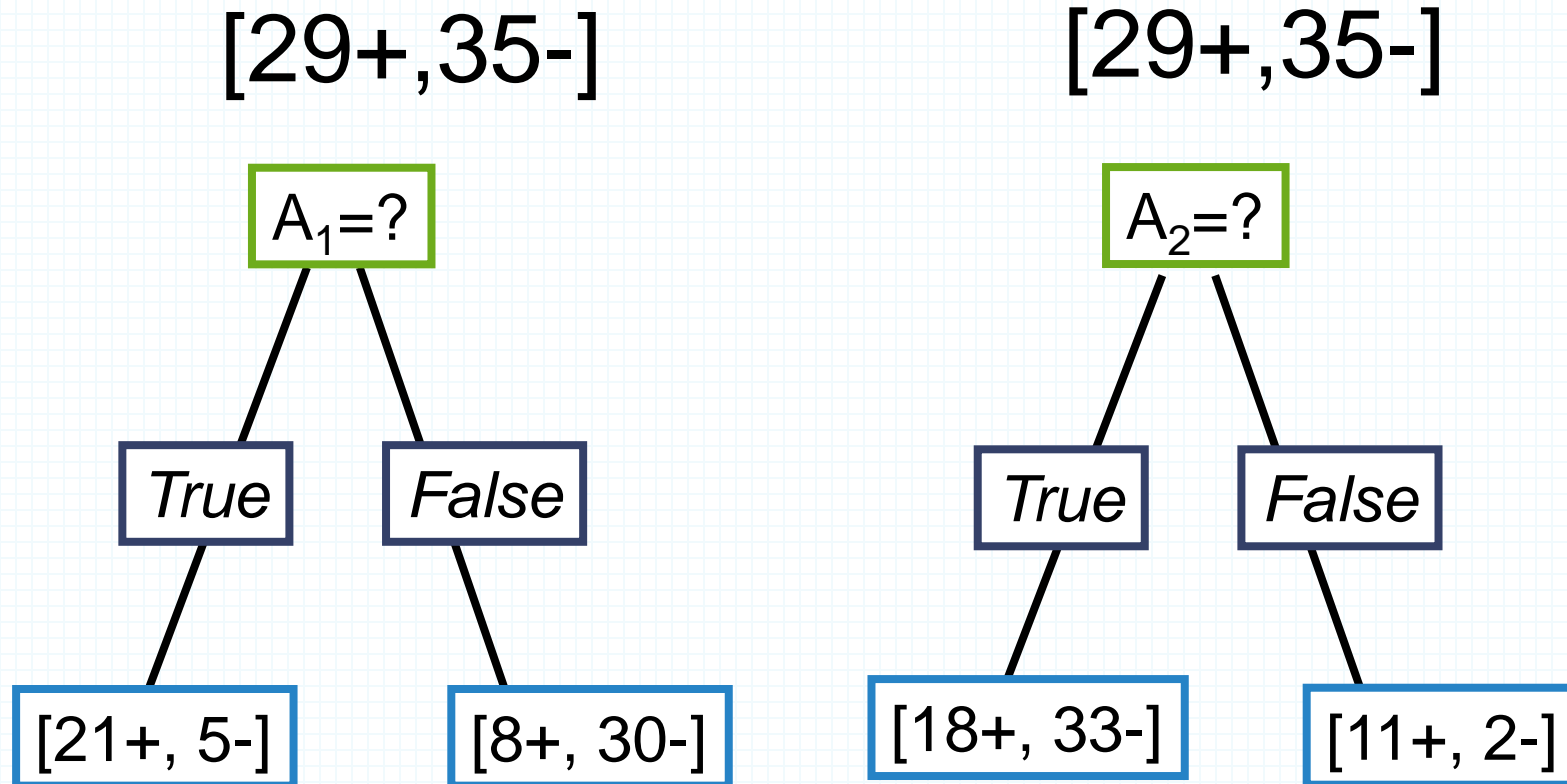 [29+,35-]
A₁=?
True
False
[21+, 5-]
[8+, 30-]
[29+,35-]
A₂=?
True
False
[18+, 33-]
[11+, 2-]